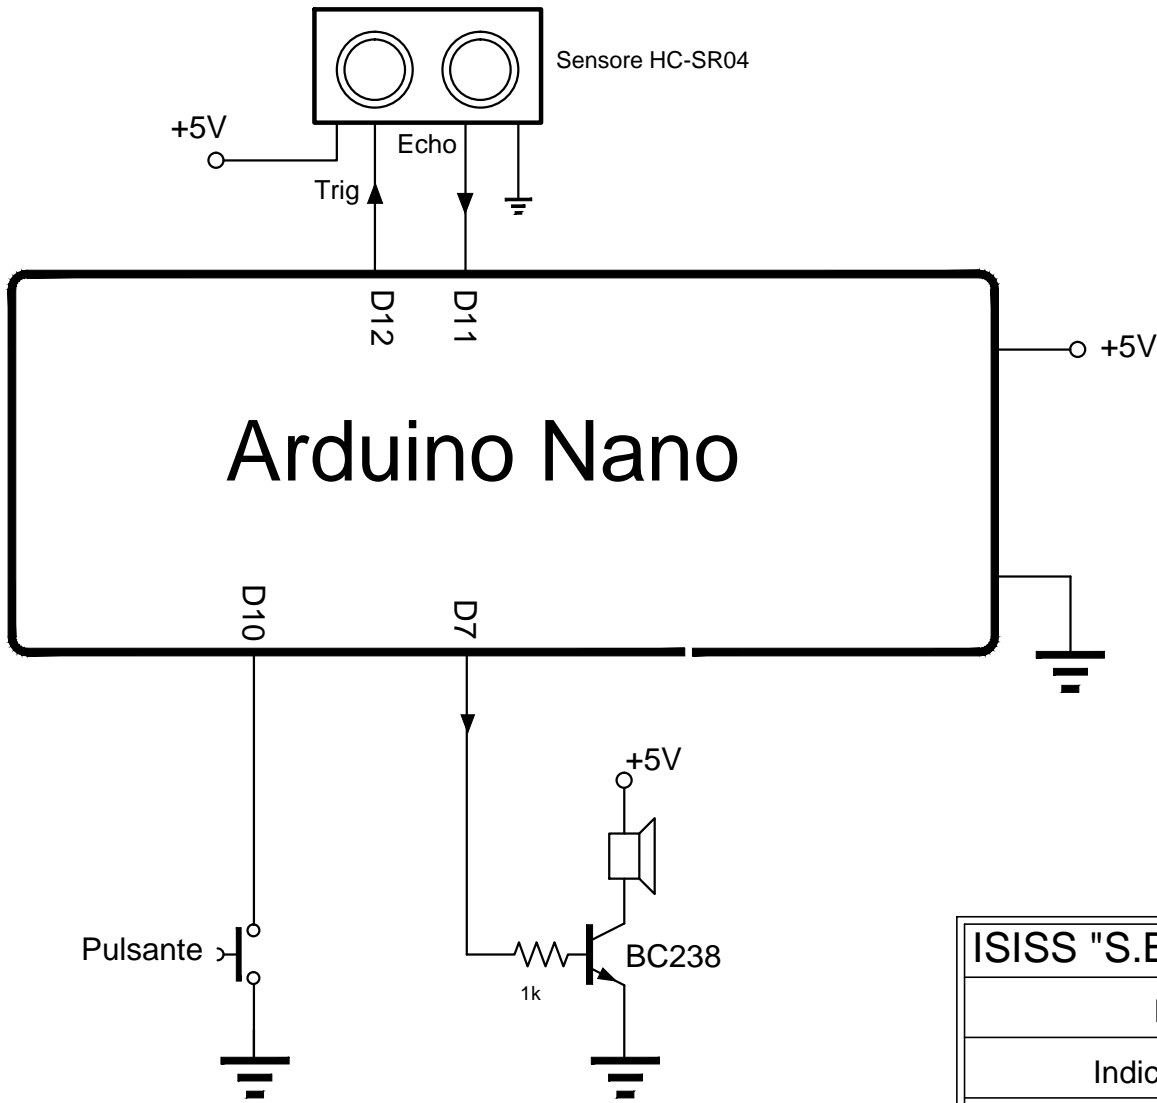 Sensore HC-SR04
+5V
Echo
Trig
D12
D11
+5V
Arduino Nano
D10
D7
+5V
Pulsante
BC238
1k
ISISS "S.
Indic